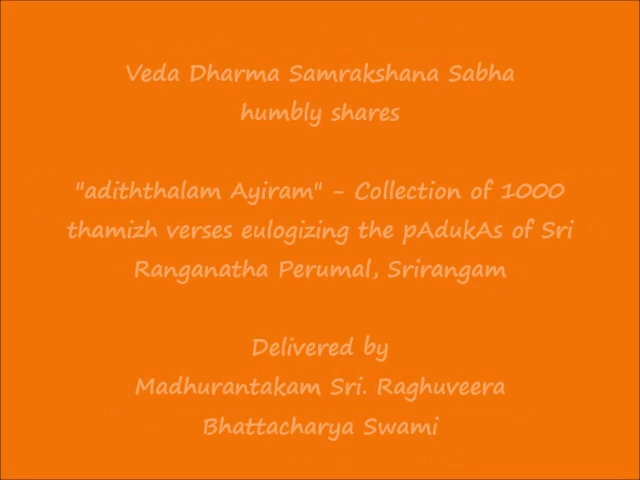 Veda Dharma Samrakshana Sabha
humbly shares
"adiththalam Ayiram" - Collection of 1000
thamizh verses eulogizing the pAdukAs of Sri
Ranganatha Perumal, Srirangam
Delivered by
Madhurantakam Sri. Raghuveera
Bhattacharya Swami